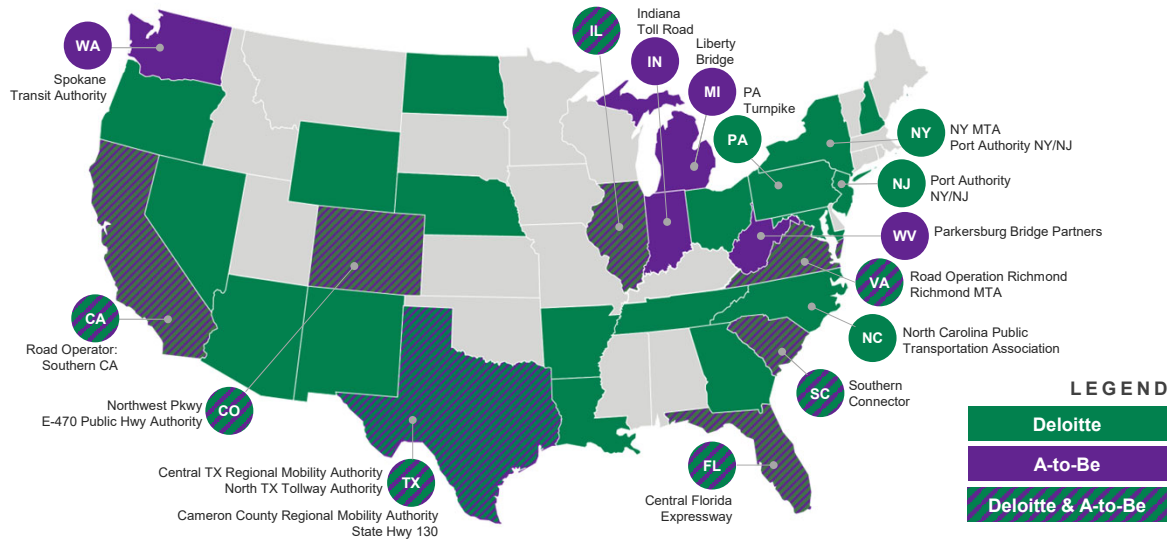 WA
Spokane
Transit Authority
IL
Indiana
Toll Road
IN
Liberty
Bridge
MI
PA
Turnpike
PA
NY
NY MTA
Port Authority NY/NJ
NJ
Port Authority
NY/NJ
WV
Parkersburg Bridge Partners
VA
Road Operation Richmond
Richmond MTA
NC
North Carolina Public
Transportation Association
SC
Southern
Connector
FL
Central Florida
Expressway
CA
Road Operator:
Southern CA
Northwest Pkwy
E-470 Public Hwy Authority
CO
Central TX Regional Mobility Authority
North TX Tollway Authority
TX
Cameron County Regional Mobility Authority
State Hwy 130
LEGEND
Deloitte
A-to-Be
Deloitte & A-to-Be